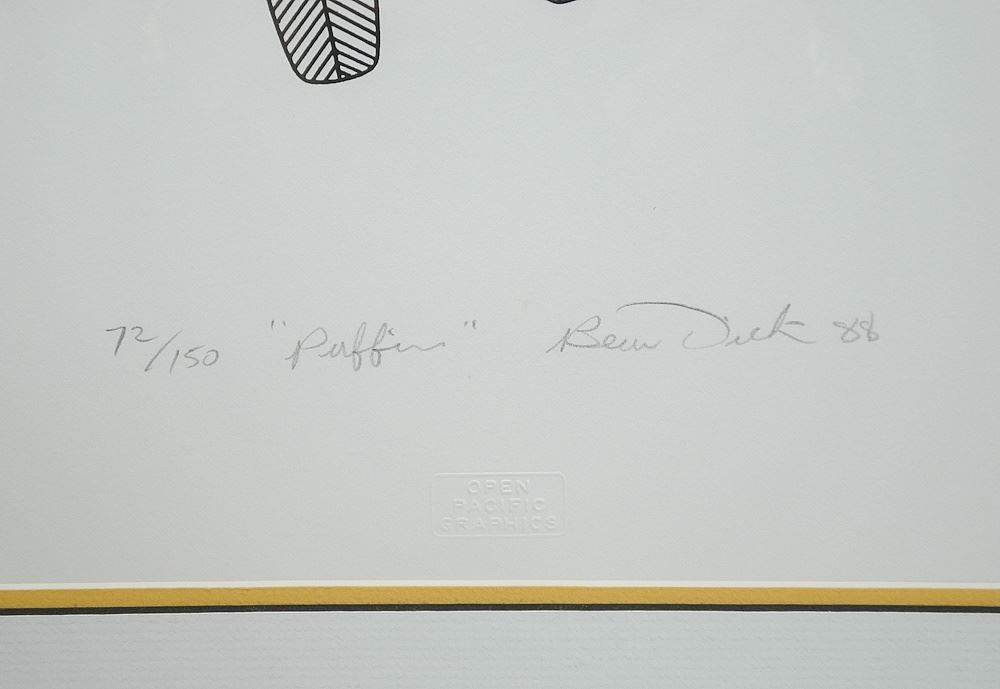 72/150 "Puffin" Beau Dick 88
OPEN
PACIFIC
GRAPHICS